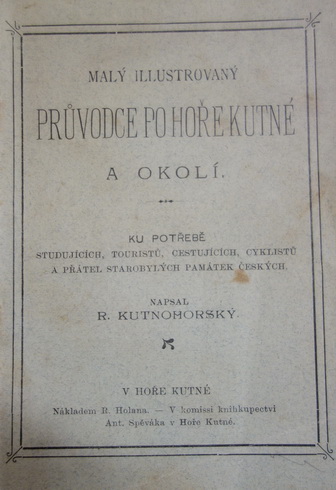 MALÝ ILLUSTROVANÝ
PRŮVODCE PO HOŘE KUTNÉ
A OKOLÍ.
KU POTŘEBĚ
STUDUJÍCÍCH, TOURISTŮ, CESTUJÍCÍCH, CYKLISTŮ
A PŘÁTEL STAROBYLÝCH PAMÁTEK ČESKÝCH.
NAPSAL
R. KUTNOHORSKÝ.
V HOŘE KUTNÉ
Nákladem R. Holana. — V komissi knihkupectví
Ant. Spěváka v Hoře Kutné.